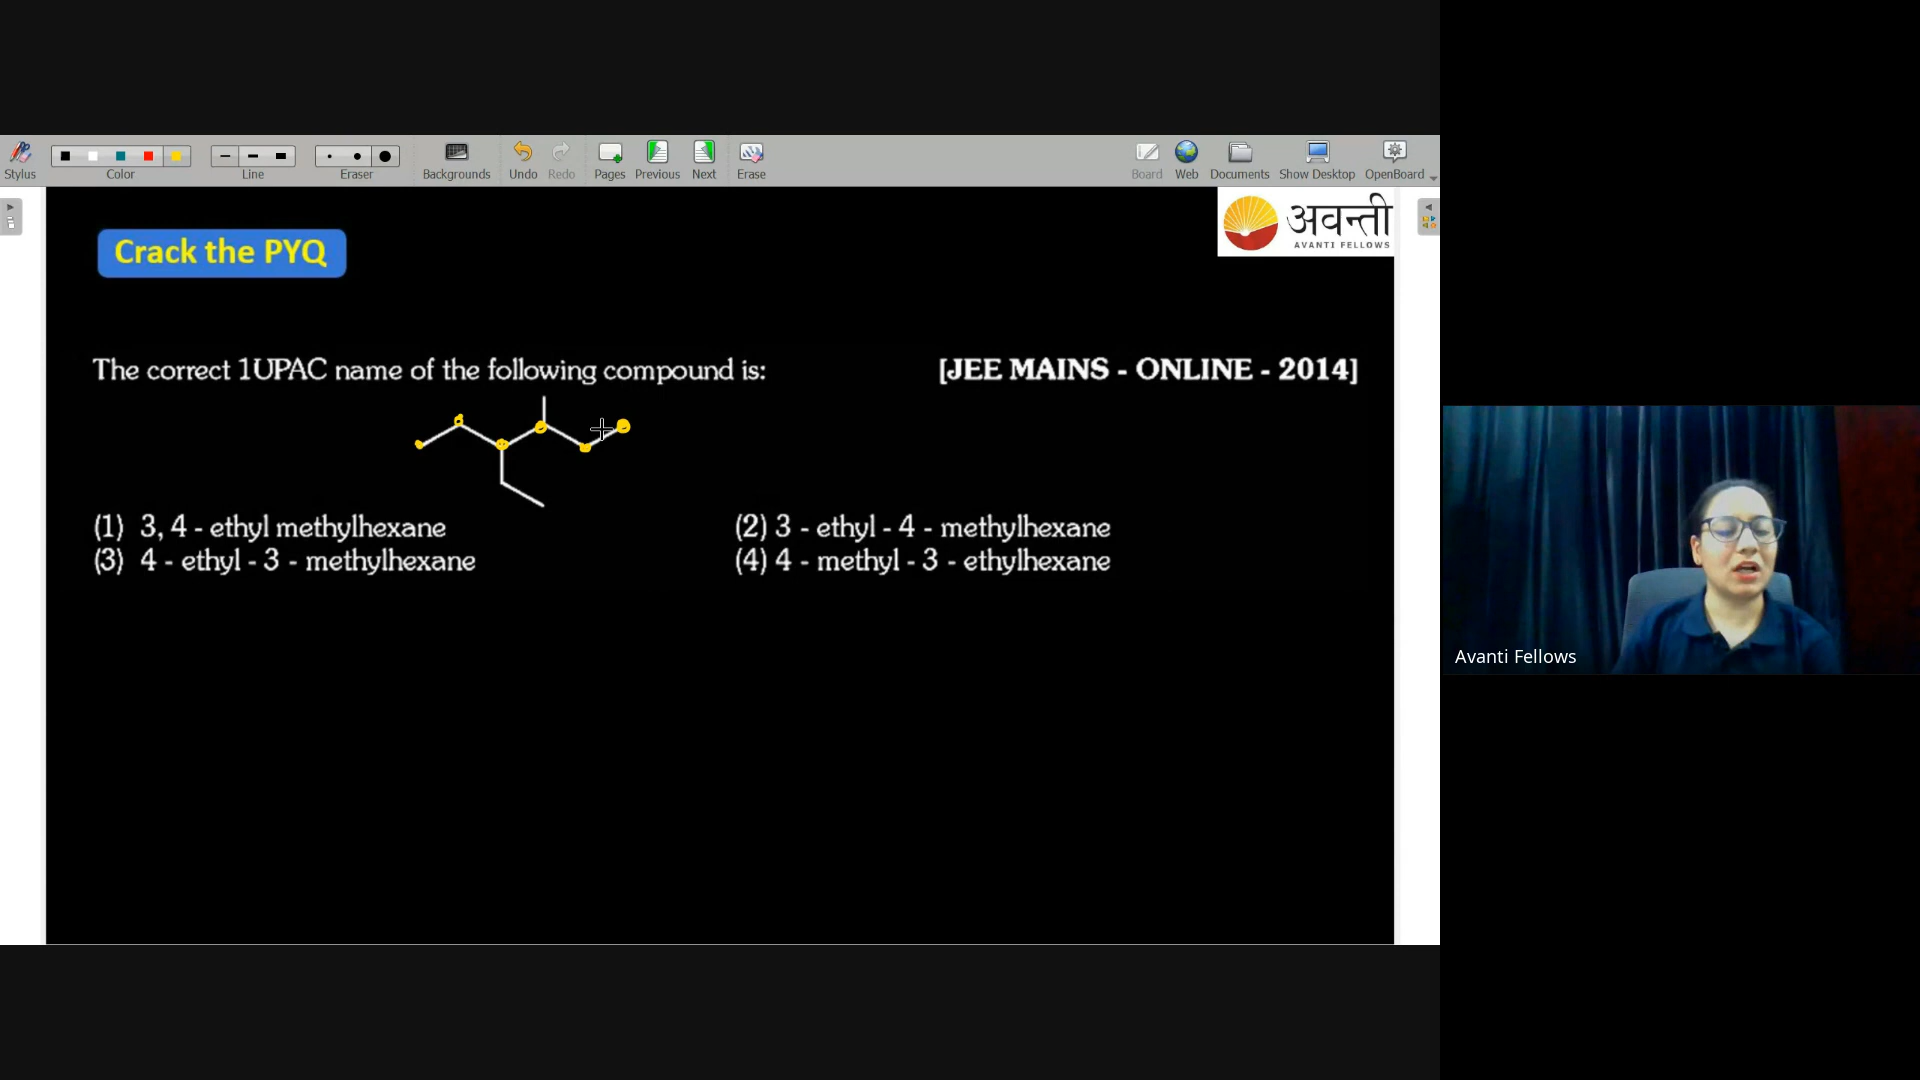 Stylus
Color
Line
Eraser
Backgrounds
Undo
Redo
Pages
Previous
Next
Erase
Board
Web
Documents
Show Desktop
OpenBoard
अवन्ती
AVANTI FELLOWS
Crack the PYQ
The correct 1UPAC name of the following compound is: [JEE MAINS - ONLINE - 2014]
(1) 3, 4 - ethyl methylhexane (2) 3 - ethyl - 4 - methylhexane
(3) 4 - ethyl - 3 - methylhexane (4) 4 - methyl - 3 - ethylhexane
Avanti Fellows